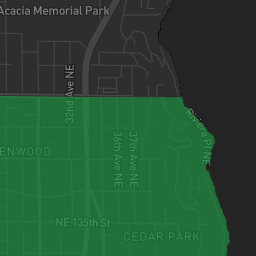 Acacia Memorial Park
32nd Ave NE
Riviera Pl NE
36th Ave NE
37th Ave NE
ENWOOD
NE 135th St
CEDAR PARK